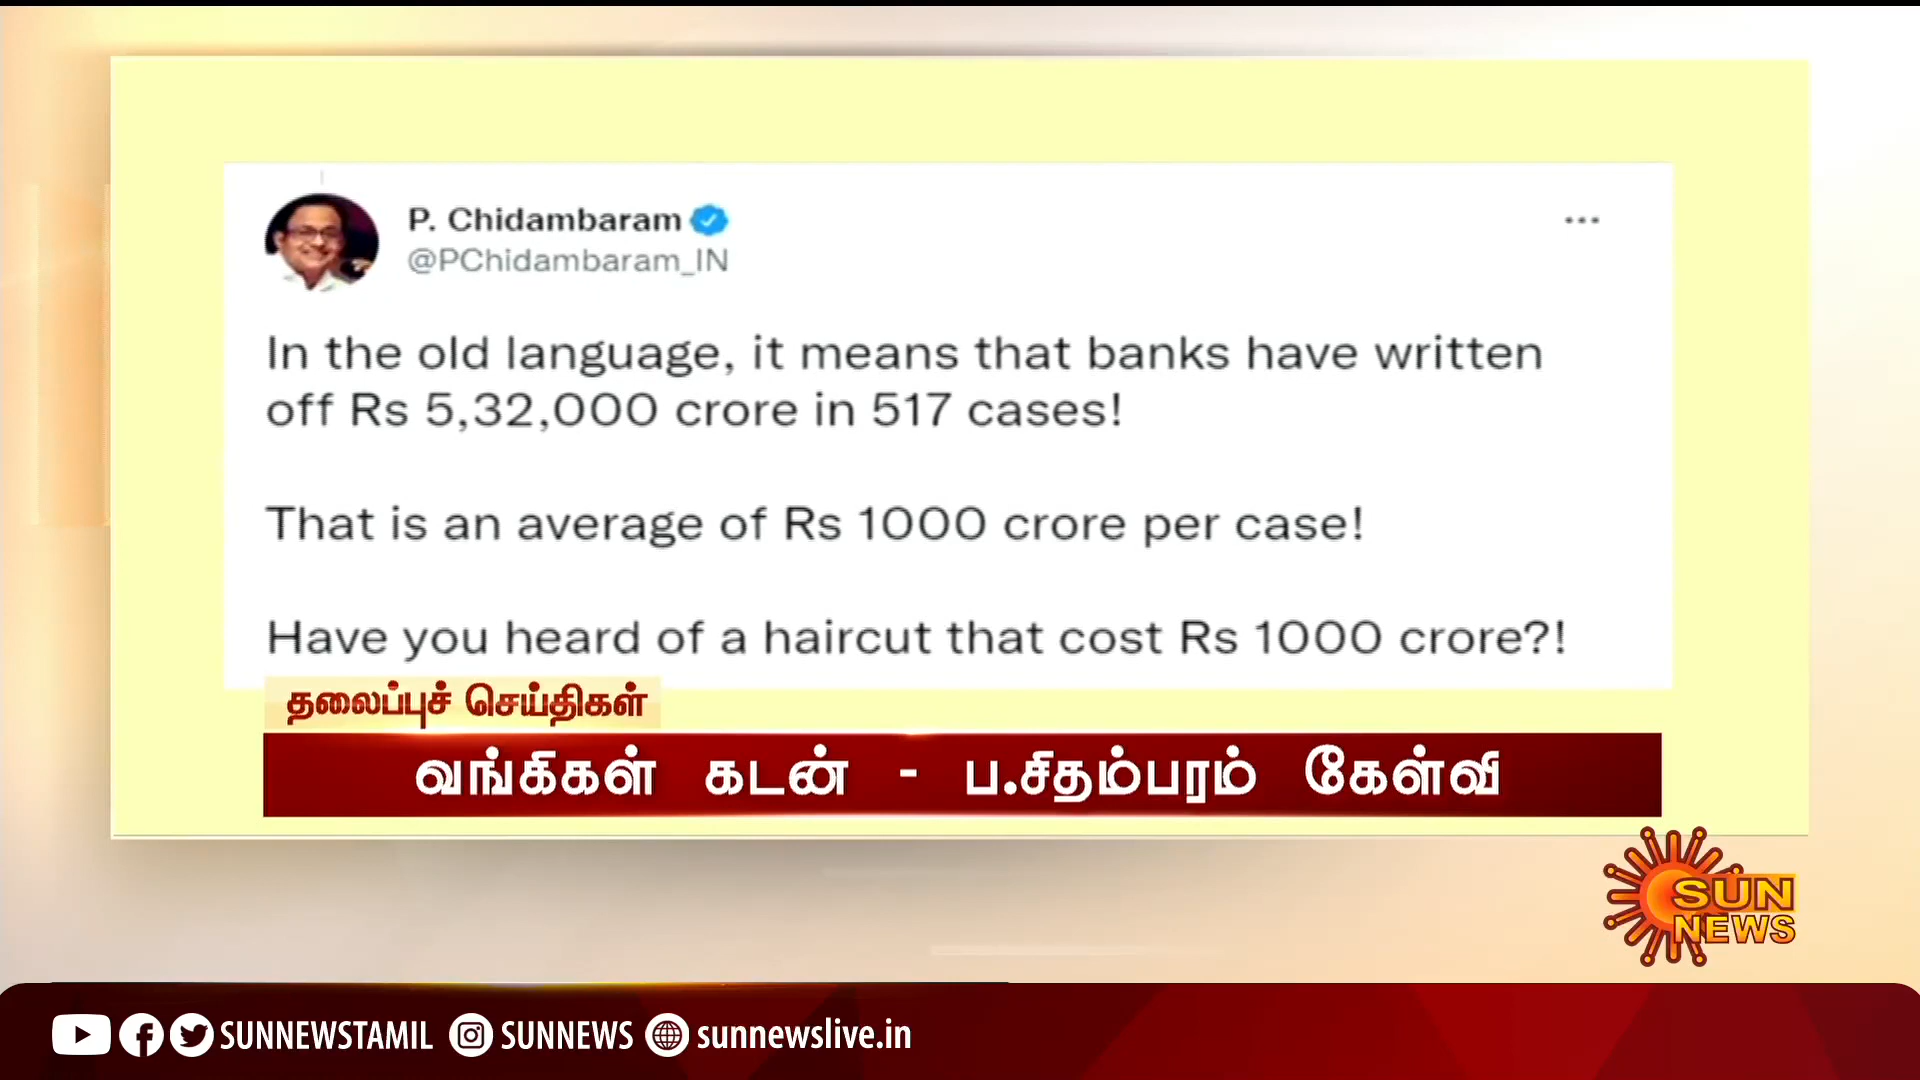 P. Chidambaram
@PChidambaram_IN
In the old language, it means that banks have written
off Rs 5,32,000 crore in 517 cases!
That is an average of Rs 1000 crore per case!
Have you heard of a haircut that cost Rs 1000 crore?!
தலைப்புச் செய்திகள்
வங்கிகள் கடன் - ப.சிதம்பரம் கேள்வி
SUN
NEWS
SUNNEWSTAMIL SUNNEWS sunnewslive.in